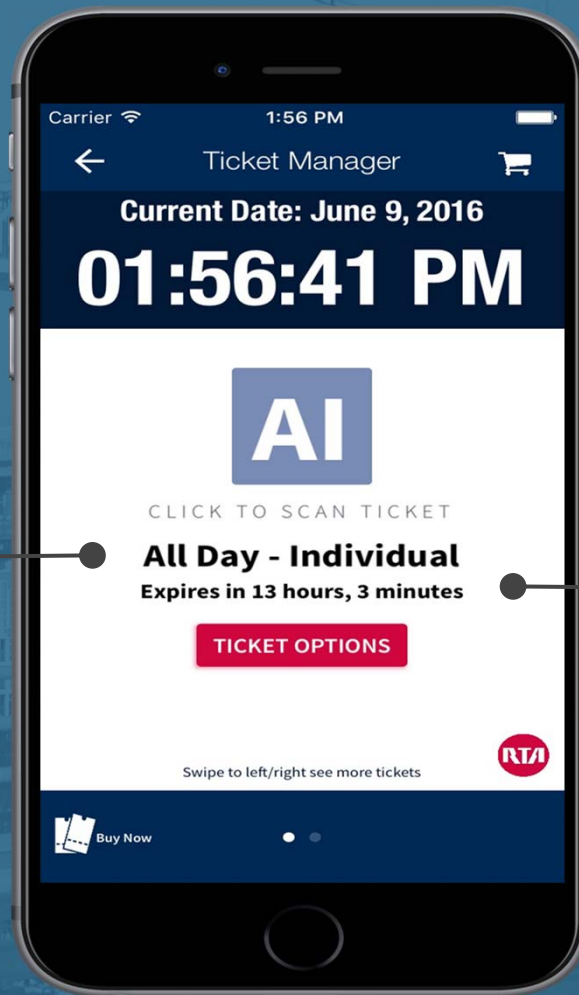 Carrier 1:56 PM
Ticket Manager
Current Date: June 9, 2016
01:56:41 PM
AI
CLICK TO SCAN TICKET
All Day - Individual
Expires in 13 hours, 3 minutes
TICKET OPTIONS
RTA
Swipe to left/right see more tickets
Buy Now